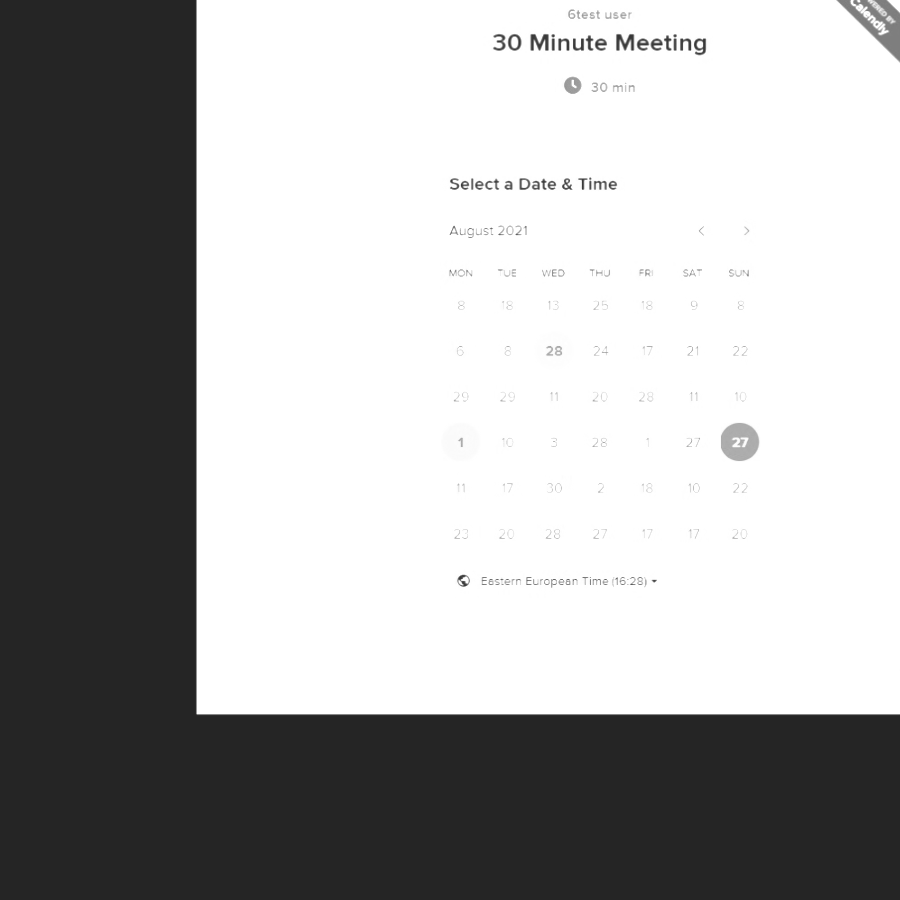 6test user
30 Minute Meeting
30 min
Calendly
Select a Date & Time
August 2021
MON TUE WED THU FRI SAT SUN
8 18 13 25 18 9 8
6 8 28 24 17 21 22
29 29 11 20 28 11 10
1 10 3 28 1 27 27
11 17 30 2 18 10 22
23 20 28 27 17 17 20
Eastern European Time (16:28)